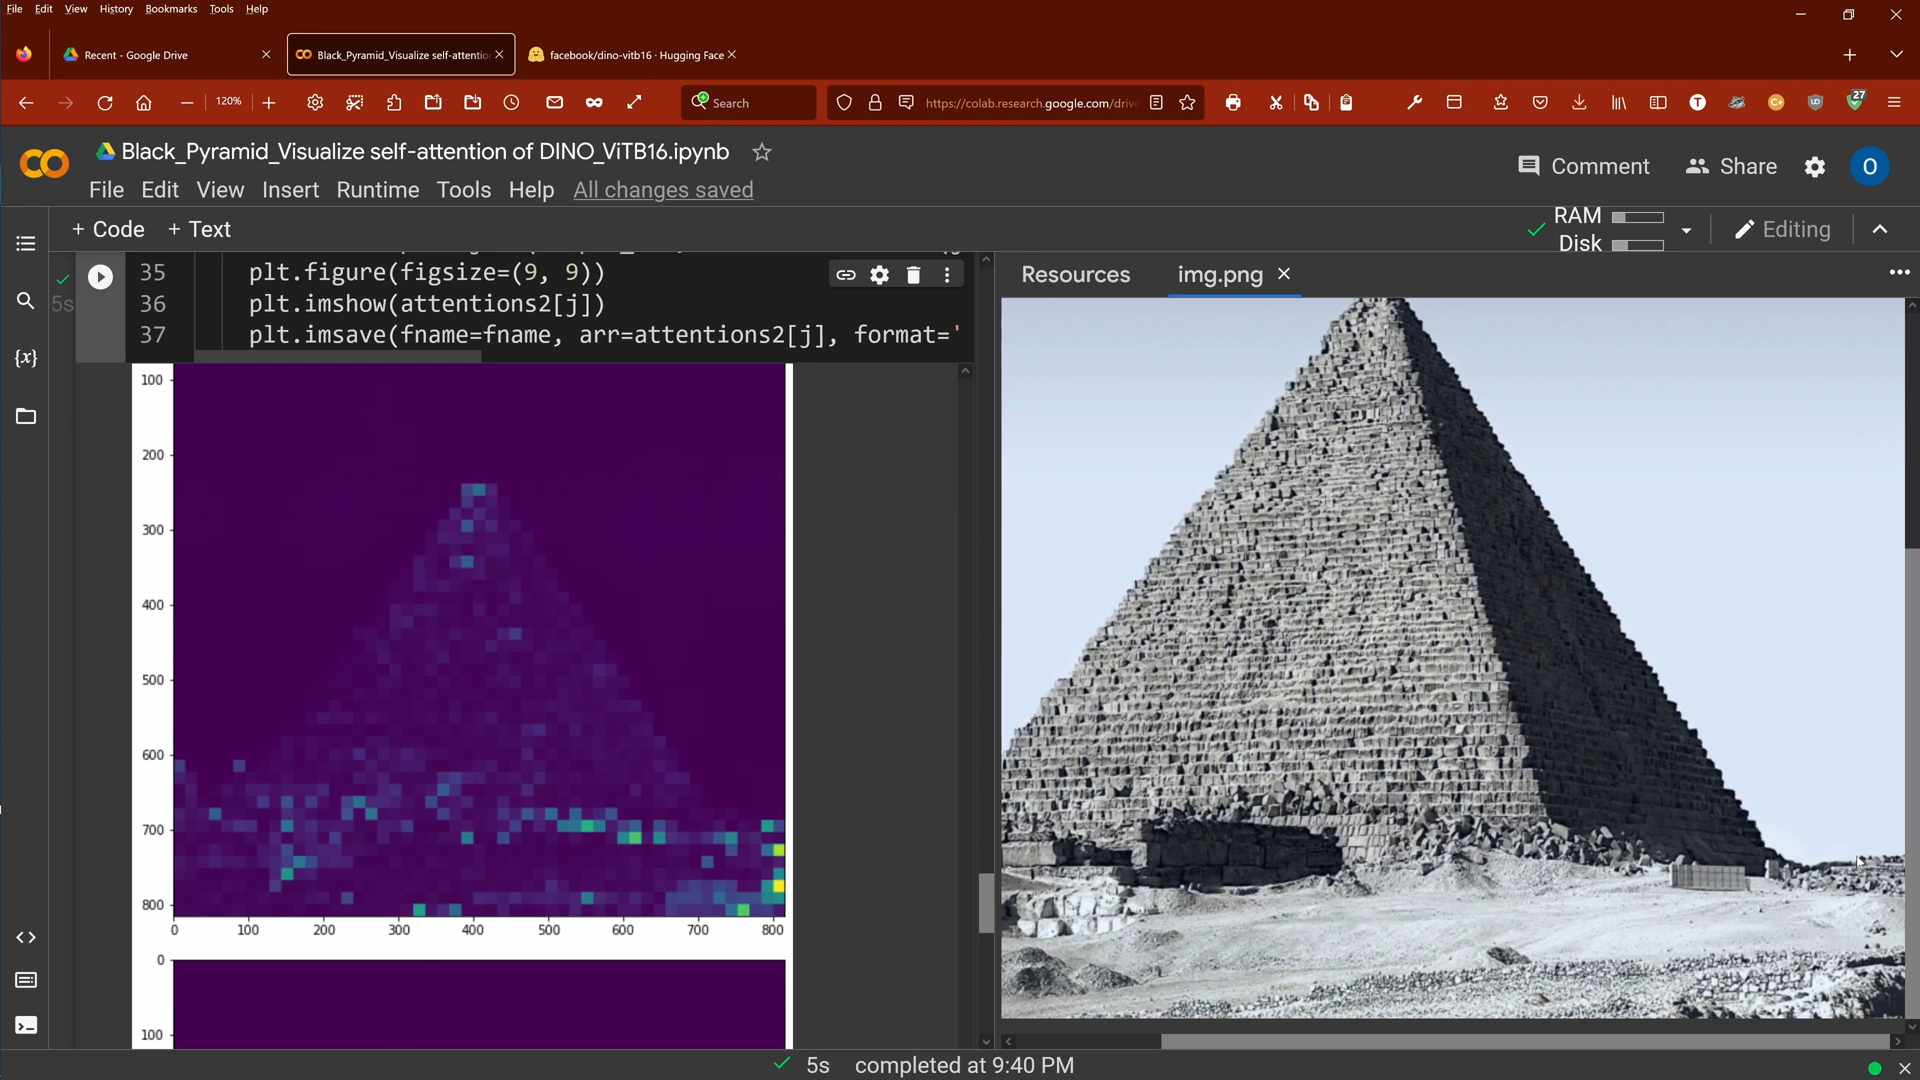 File Edit View History Bookmarks Tools Help
Recent - Google Drive
Black_Pyramid_Visualize self-attentio
facebook/dino-vitb16 · Hugging Face
120%
Search
https://colab.research.google.com/drive
27
Black_Pyramid_Visualize self-attention of DINO_ViTB16.ipynb
File Edit View Insert Runtime Tools Help All changes saved
Comment
Share
O
+ Code + Text
RAM
Disk
Editing
5s
35 plt.figure(figsize=(9, 9))
36 plt.imshow(attentions2[j])
37 plt.imsave(fname=fname, arr=attentions2[j], format='
Resources
img.png
100
200
300
400
500
600
700
800
0 100 200 300 400 500 600 700 800
0
100
5s completed at 9:40 PM